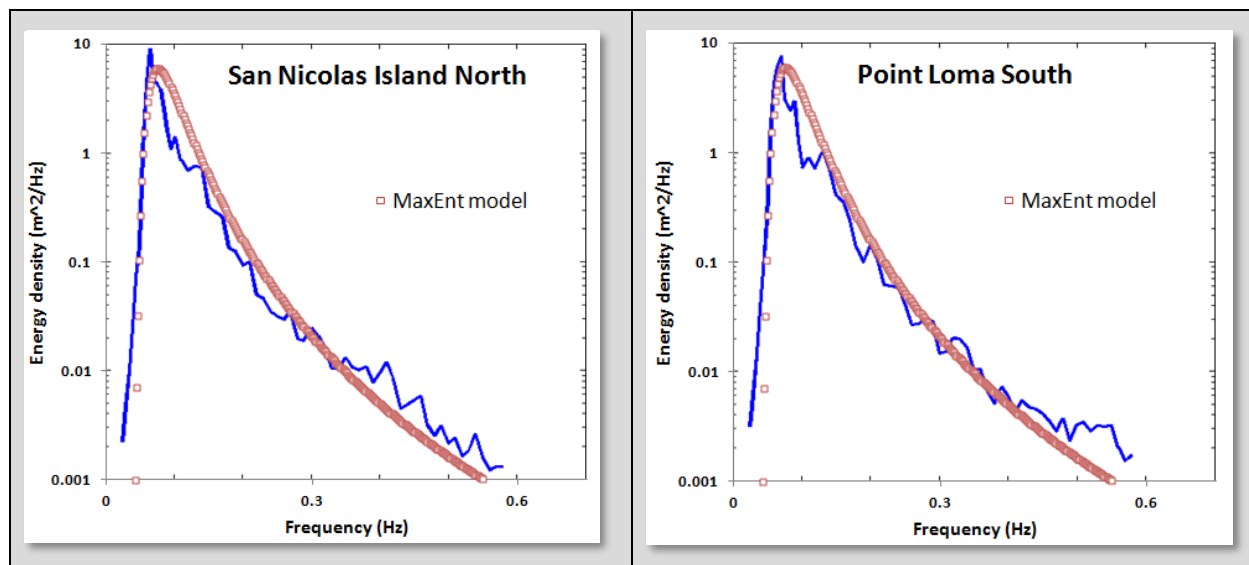 San Nicolas Island North
MaxEnt model
Energy density (m^2/Hz)
10
1
0.1
0.01
0.001
0
0.3
0.6
Frequency (Hz)
Point Loma South
MaxEnt model
Energy density (m^2/Hz)
10
1
0.1
0.01
0.001
0
0.3
0.6
Frequency (Hz)